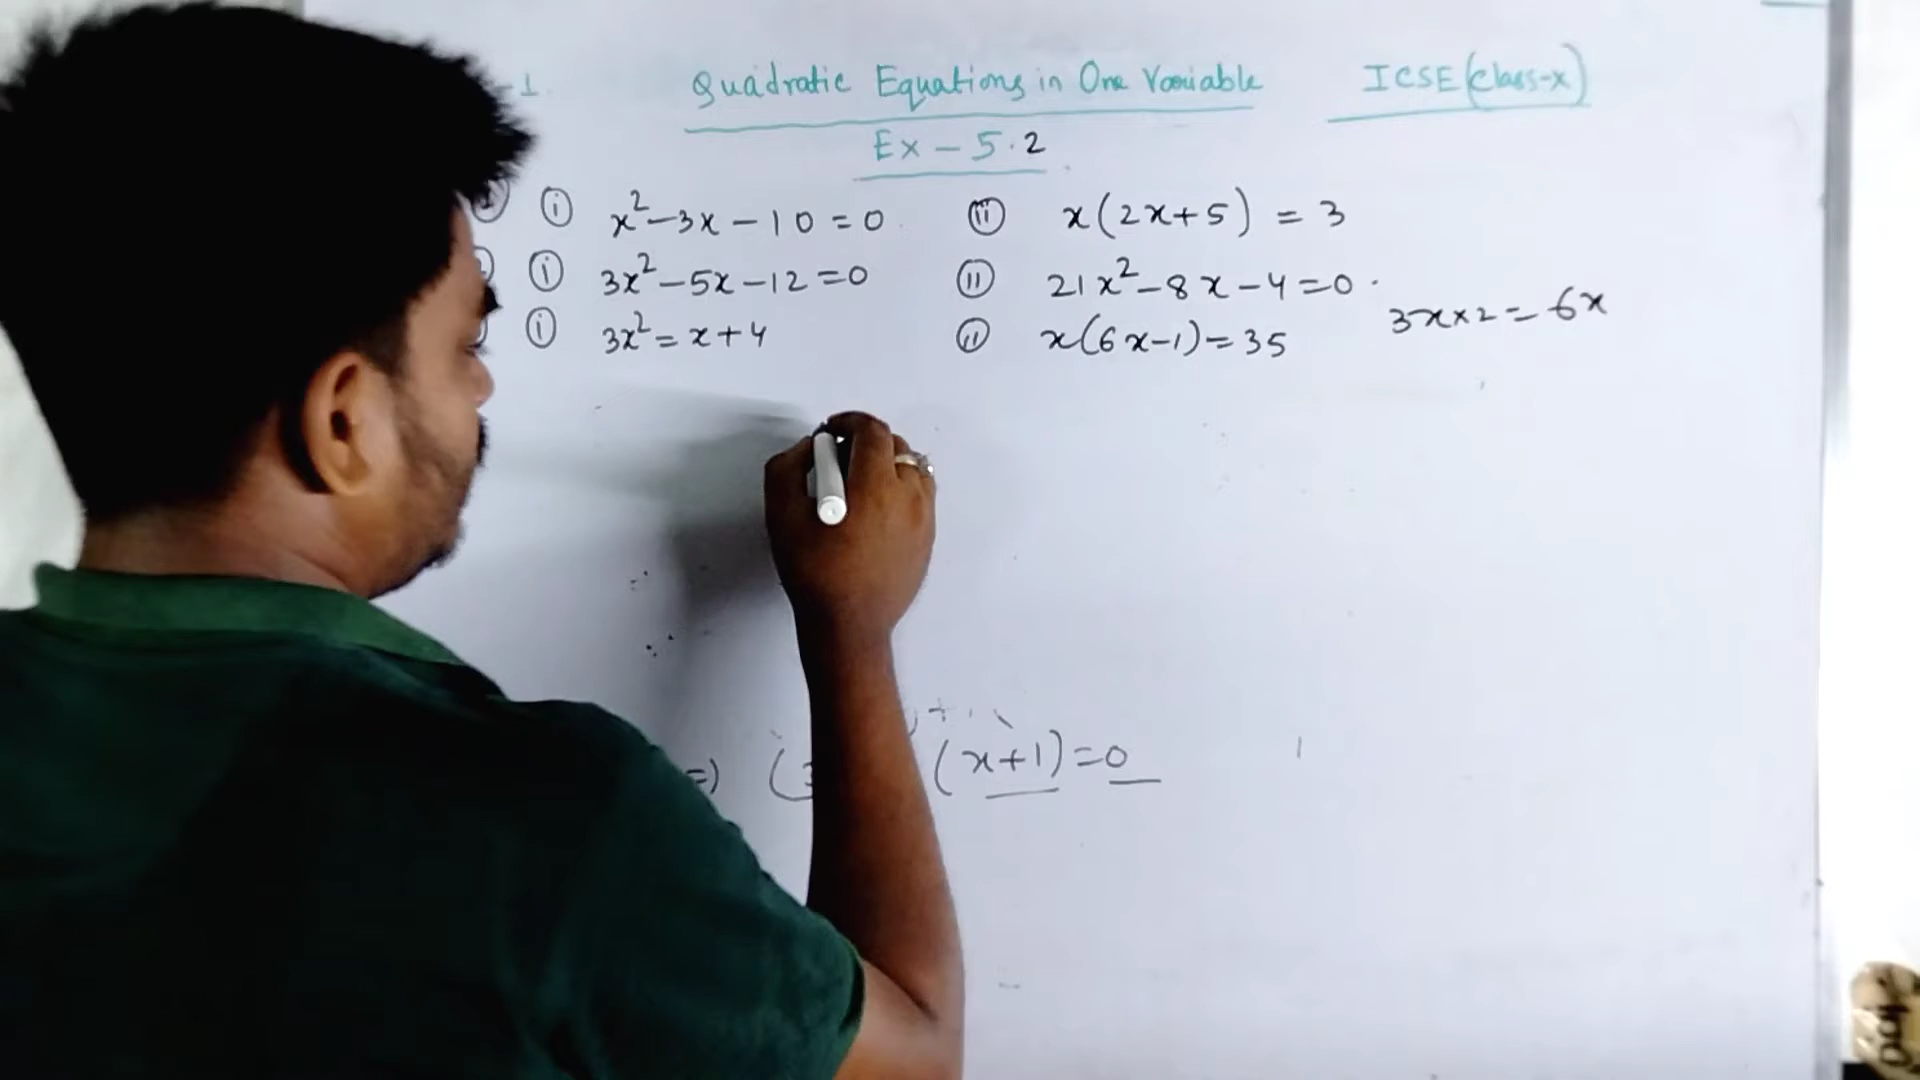 -1. Quadratic Equations in One Variable ICSE (Class-X)
Ex - 5.2
(i) x²-3x-10=0 (ii) x(2x+5) = 3
(i) 3x²-5x-12=0 (ii) 21x²-8x-4=0.
(i) 3x²=x+4 (ii) x(6x-1)=35 3x×2=6x
=) (3 (x+1)=0